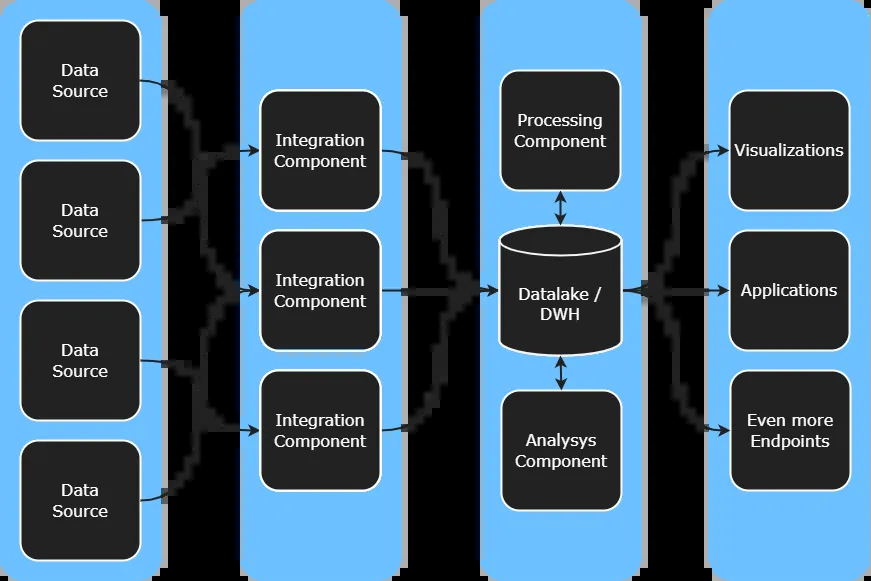 Data
Source
Data
Source
Data
Source
Data
Source
Integration
Component
Integration
Component
Integration
Component
Processing
Component
Datalake /
DWH
Analysys
Component
Visualizations
Applications
Even more
Endpoints